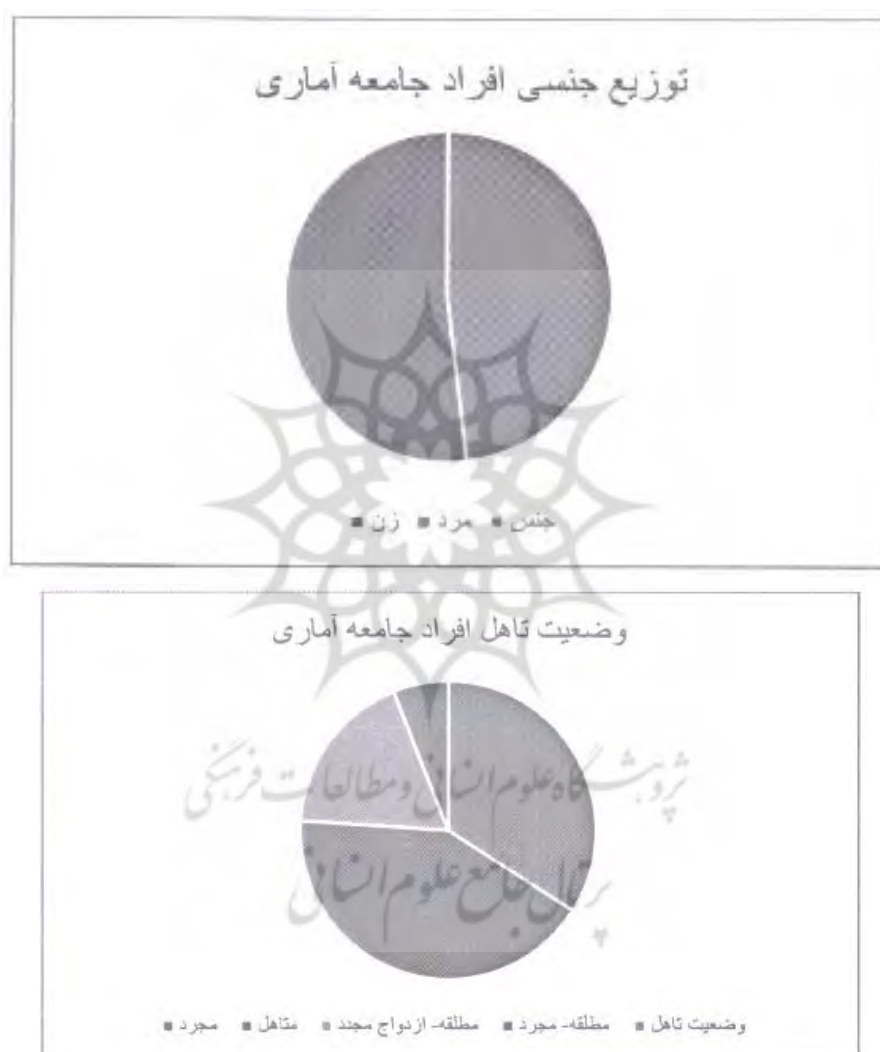 توزیع جنسی افراد جامعه آماری
جنس ■ مرد ■ زن ■
وضعیت تاهل افراد جامعه آماری
پژوهشگاه علوم انسانی و مطالعات فرهنگی
پرتال جامع علوم انسانی
وضعیت تاهل ■ مطلقه- مجرد ■ مطلقه- ازدواج مجدد ■ متاهل ■ مجرد ■